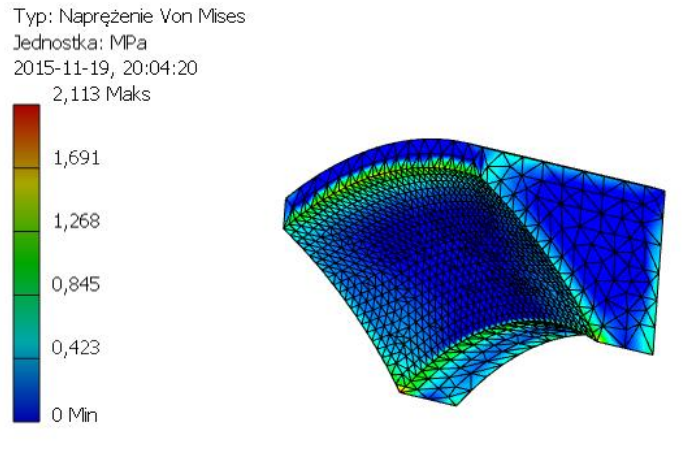 Typ: Naprężenie Von Mises
Jednostka: MPa
2015-11-19, 20:04:20
2,113 Maks
1,691
1,268
0,845
0,423
0 Min